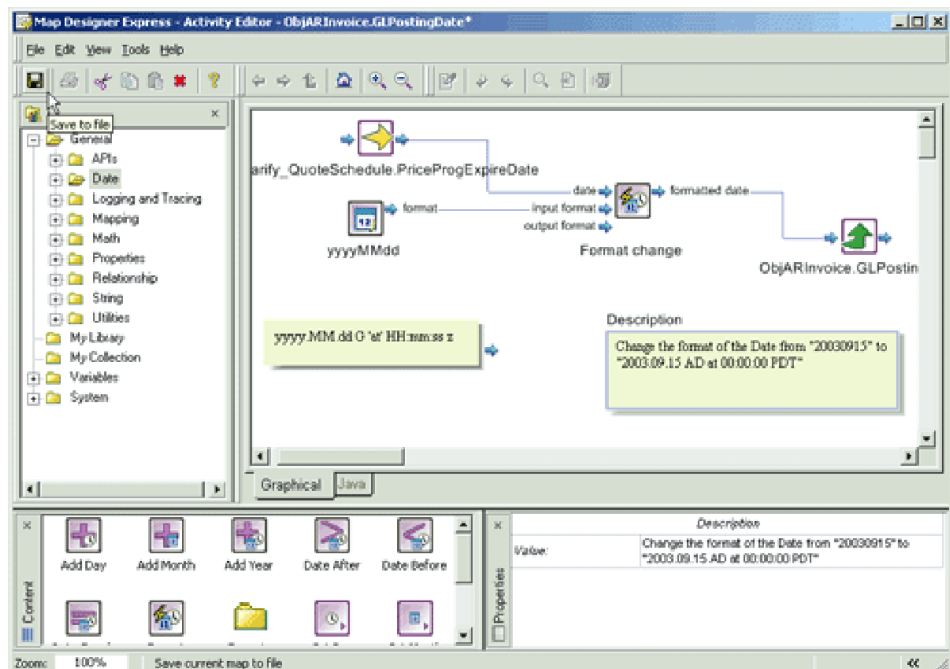 Map Designer Express - Activity Editor - ObjARInvoice.GLPostingDate*
File Edit View Tools Help
Save to file
General
APIs
Date
Logging and Tracing
Mapping
Math
Properties
Relationship
String
Utilities
My Library
My Collection
Variables
System
arify_QuoteSchedule.PriceProgExpireDate
date
formatted date
format
input format
output format
12
yyyyMMdd
Format change
ObjARInvoice.GLPostin
Description
yyyy.MM.dd G 'at' HH:mm:ss z
Change the format of the Date from "20030915" to
"2003.09.15 AD at 00:00:00 PDT"
Graphical
Java
Content
Add Day
Add Month
Add Year
Date After
Date Before
Properties
Description
Value:
Change the format of the Date from "20030915" to
"2003.09.15 AD at 00:00:00 PDT"
Zoom: 100% Save current map to file